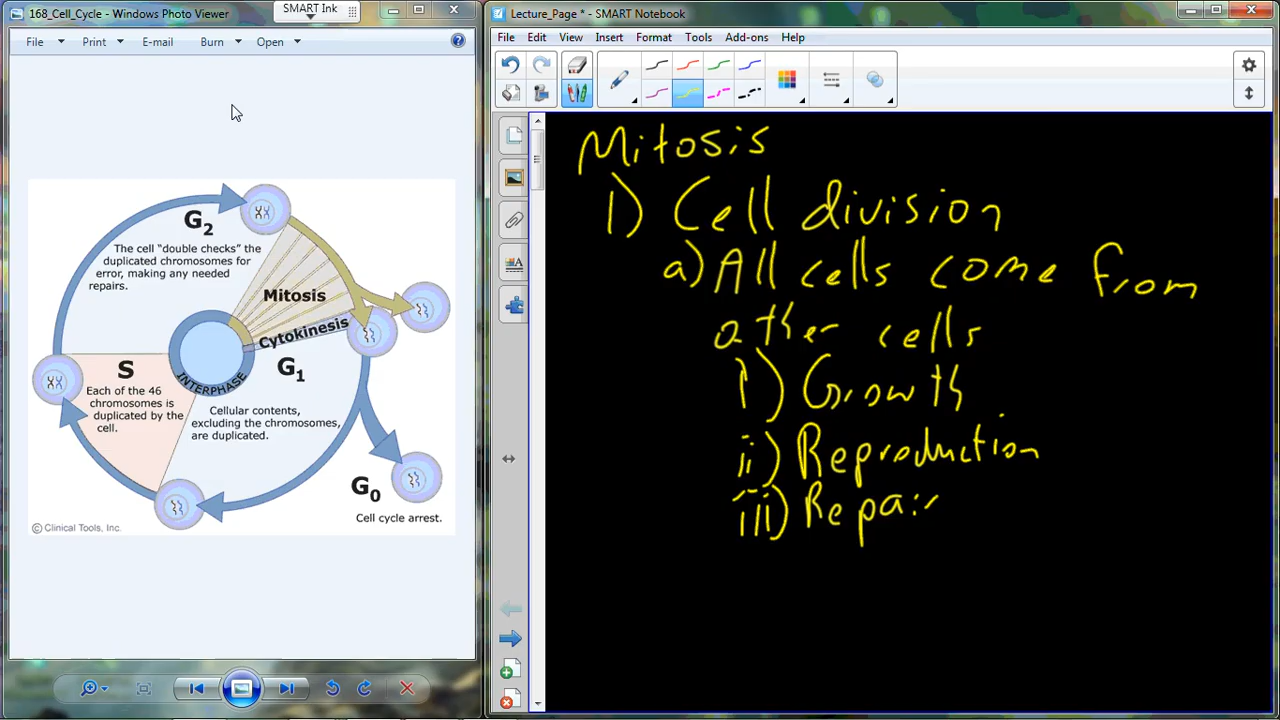 168_Cell_Cycle - Windows Photo Viewer
SMART Ink
File Print E-mail Burn Open
G2
The cell “double checks” the
duplicated chromosomes for
error, making any needed
repairs.
Mitosis
Cytokinesis
INTERPHASE
S
Each of the 46
chromosomes is
duplicated by the
cell.
G1
Cellular contents,
excluding the chromosomes,
are duplicated.
G0
Cell cycle arrest.
© Clinical Tools, Inc.
Lecture_Page * - SMART Notebook
File Edit View Insert Format Tools Add-ons Help
Mitosis
1) Cell division
a) All cells come from
other cells
i) Growth
ii) Reproduction
iii) Repair